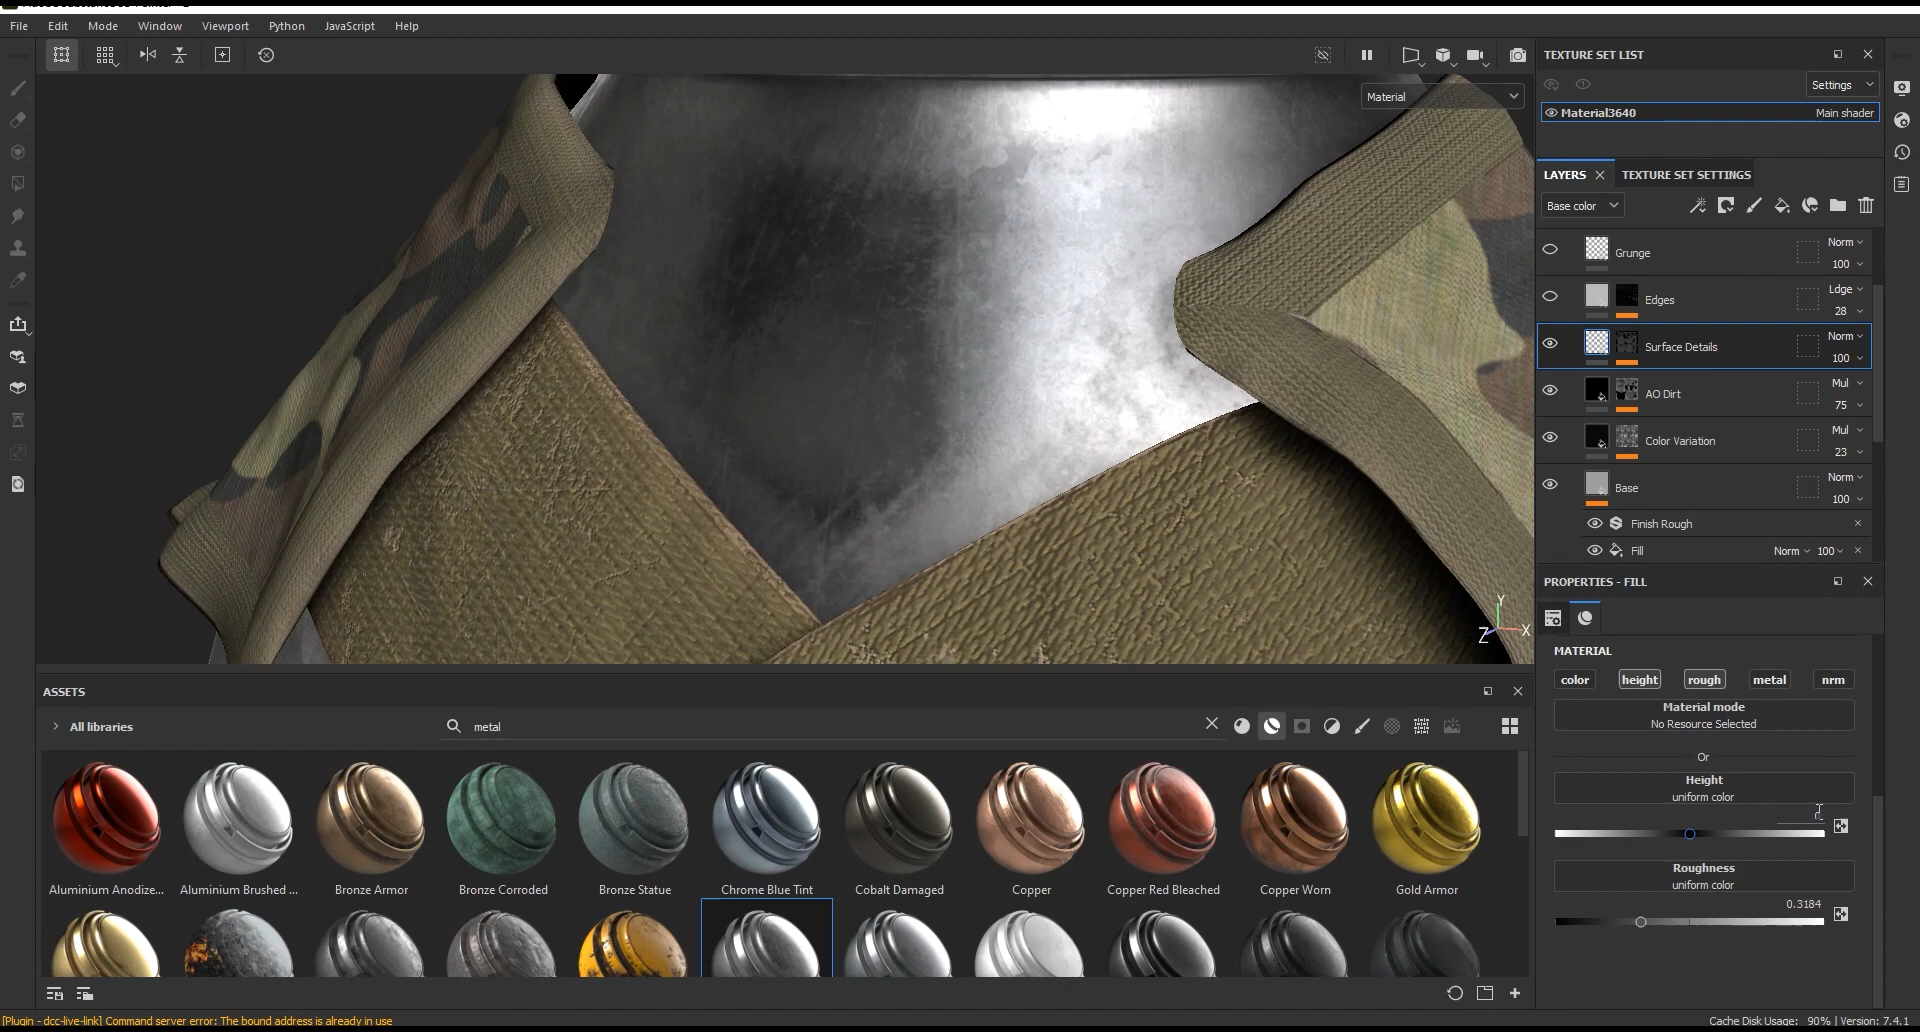 File Edit Mode Window Viewport Python JavaScript Help
Material
TEXTURE SET LIST
Settings
Material3640 Main shader
LAYERS TEXTURE SET SETTINGS
Base color
Grunge Norm 100
Edges Ldge 28
Surface Details Norm 100
AO Dirt Mul 75
Color Variation Mul 23
Base Norm 100
Finish Rough
Fill Norm 100
Y
Z X
PROPERTIES - FILL
MATERIAL
color height rough metal nrm
Material mode
No Resource Selected
Or
Height
uniform color
Roughness
uniform color
0.3184
ASSETS
All libraries metal
Aluminium Anodize... Aluminium Brushed ... Bronze Armor Bronze Corroded Bronze Statue Chrome Blue Tint Cobalt Damaged Copper Copper Red Bleached Copper Worn Gold Armor
[Plugin - dcc-live-link] Command server error: The bound address is already in use
Cache Disk Usage: 90% | Version: 7.4.1